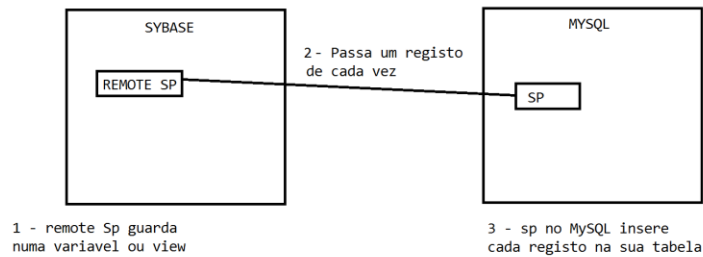 SYBASE
MYSQL
2 - Passa um registo
de cada vez
REMOTE SP
SP
1 - remote Sp guarda
numa variavel ou view
3 - sp no MySQL insere
cada registo na sua tabela